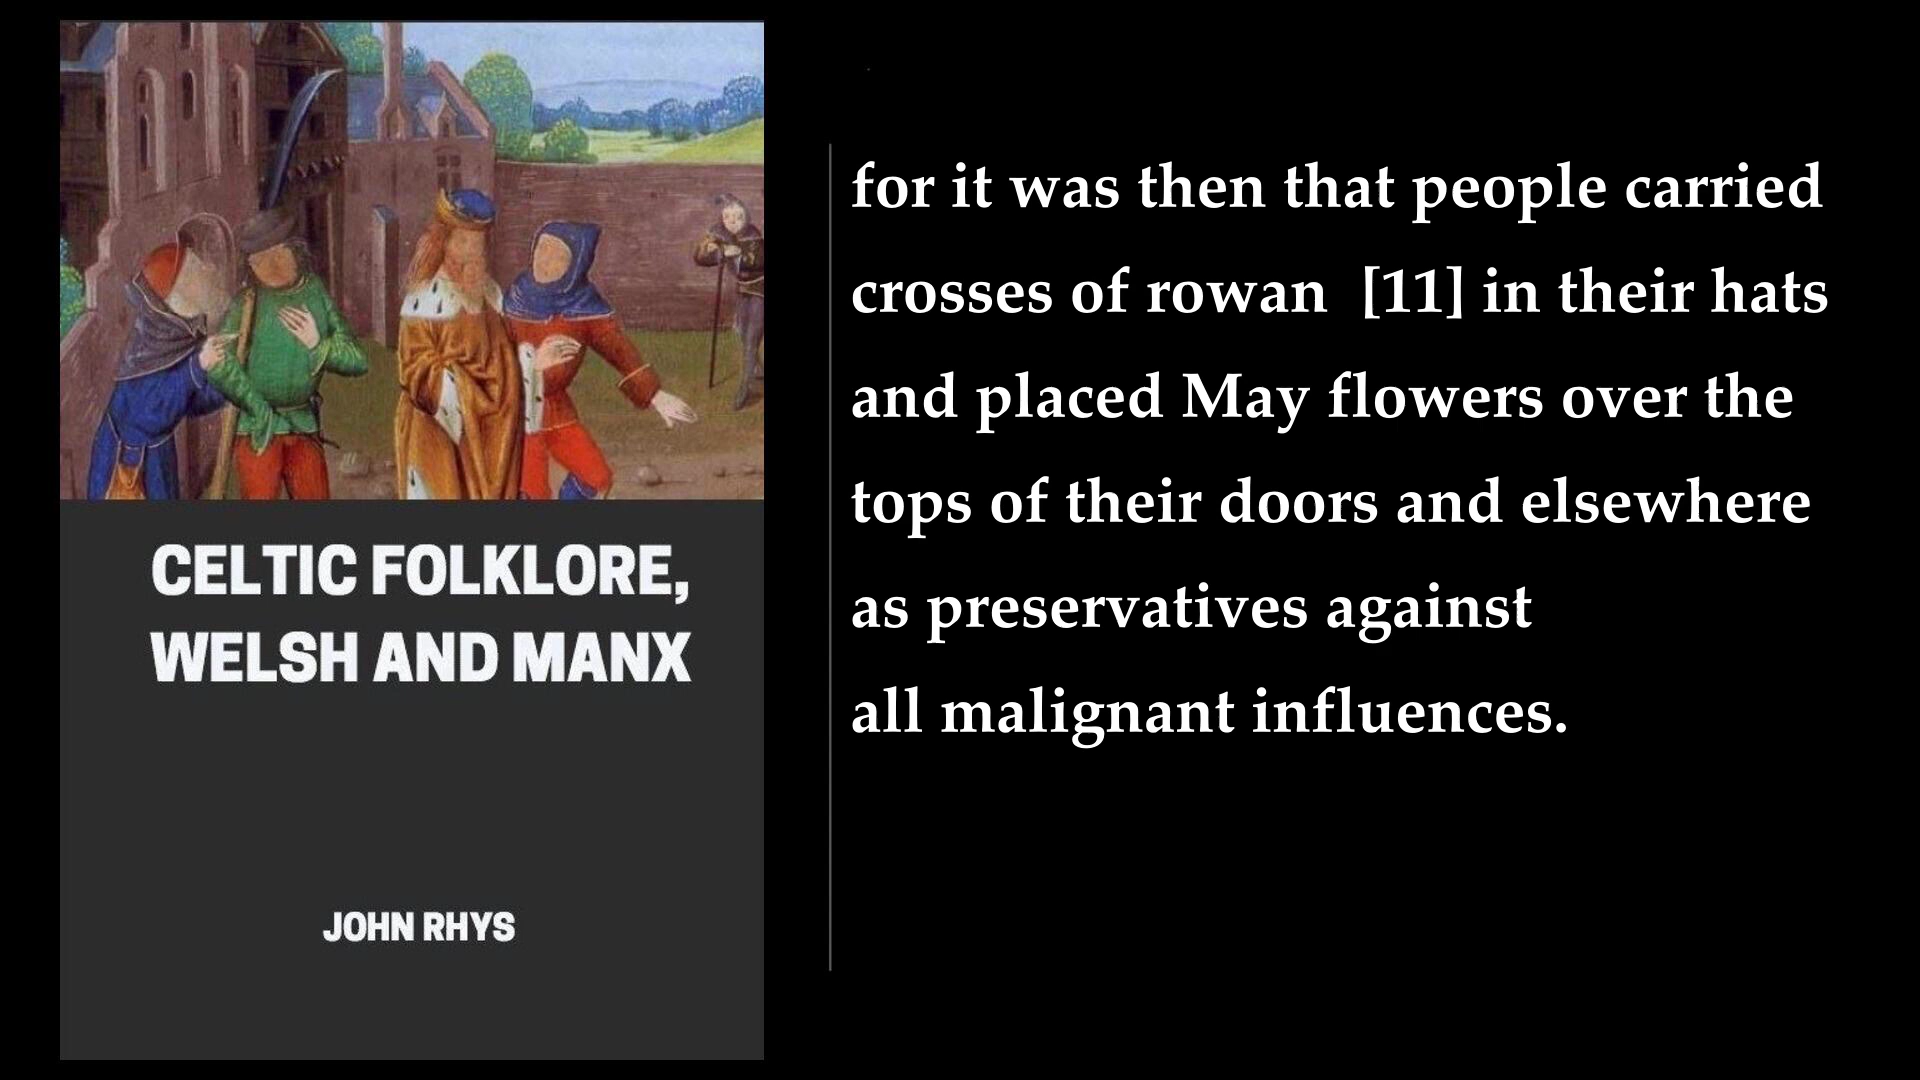 CELTIC FOLKLORE,
WELSH AND MANX
JOHN RHYS
for it was then that people carried
crosses of rowan  [11] in their hats
and placed May flowers over the
tops of their doors and elsewhere
as preservatives against
all malignant influences.